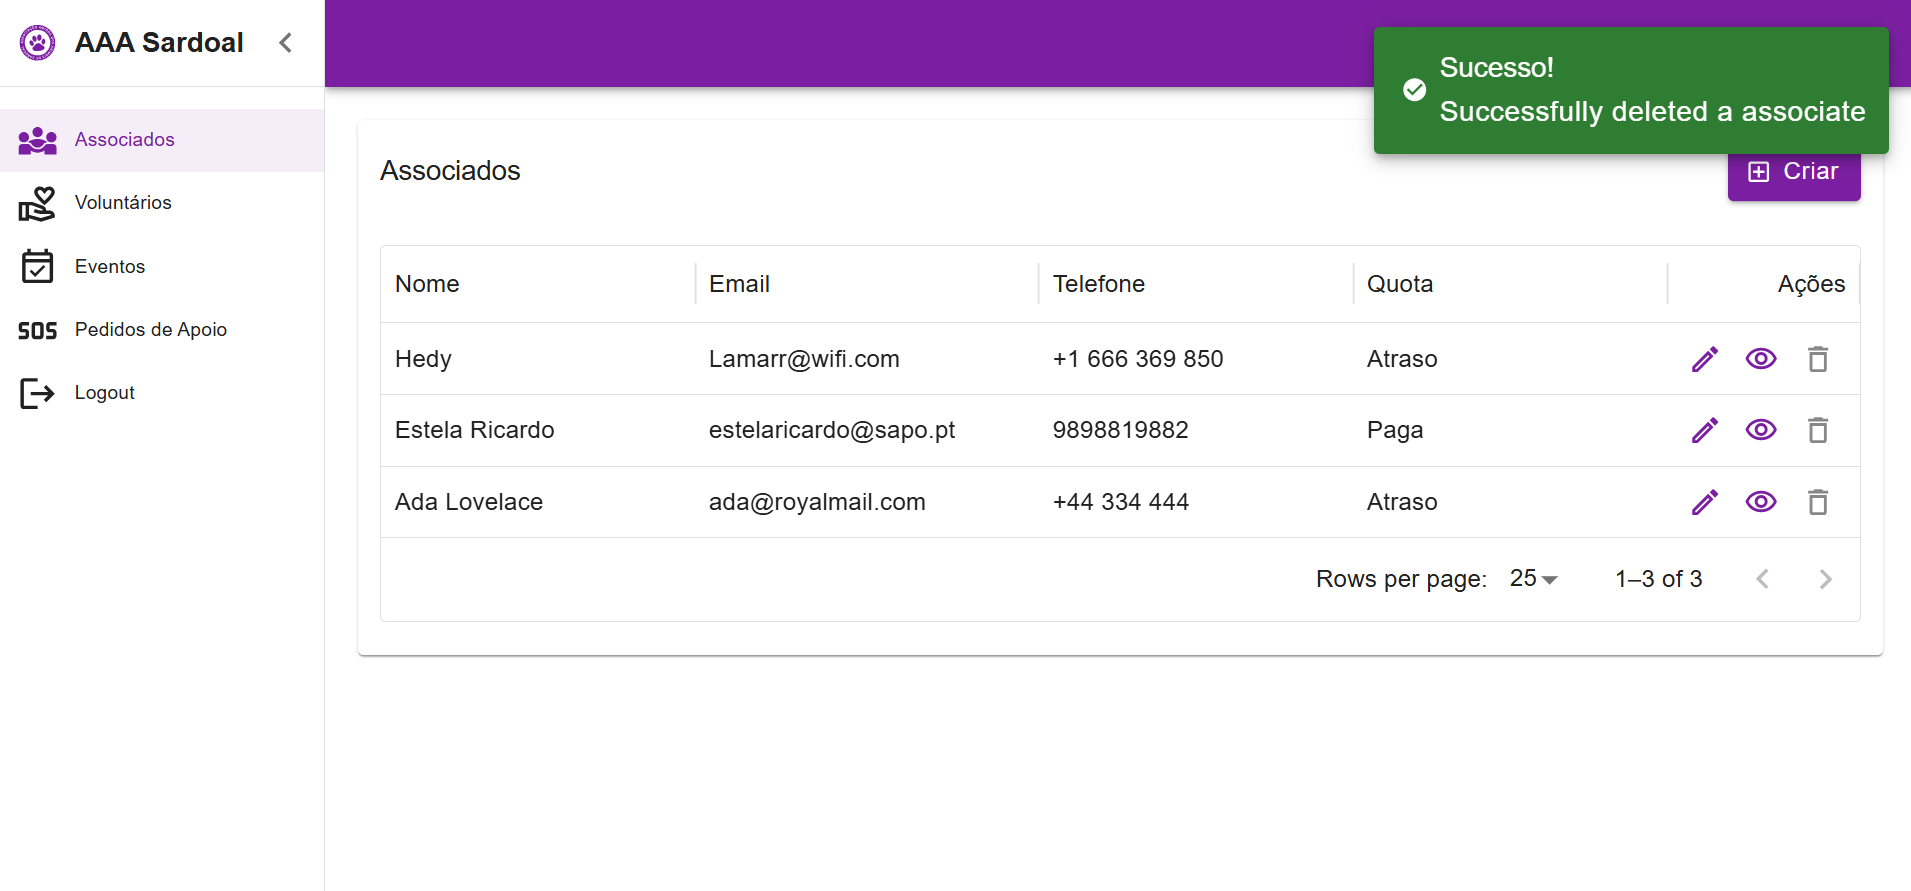 AAA Sardoal
Associados
Voluntários
Eventos
SOS Pedidos de Apoio
Logout
Sucesso!
Successfully deleted a associate
Associados
Criar
Nome Email Telefone Quota Ações
Hedy Lamarr@wifi.com +1 666 369 850 Atraso
Estela Ricardo estelaricardo@sapo.pt 9898819882 Paga
Ada Lovelace ada@royalmail.com +44 334 444 Atraso
Rows per page: 25 1–3 of 3